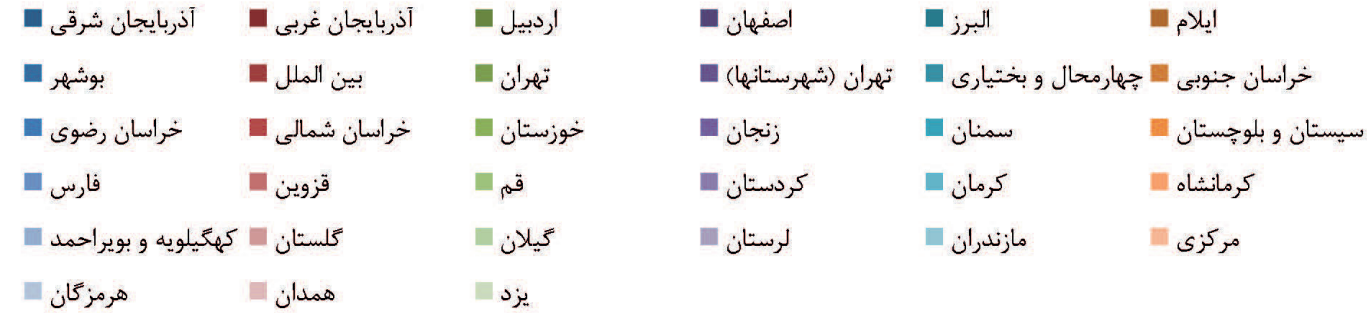 آذربایجان شرقی آذربایجان غربی اردبیل اصفهان البرز ایلام
بوشهر بین الملل تهران تهران (شهرستانها) چهارمحال و بختیاری خراسان جنوبی
خراسان رضوی خراسان شمالی خوزستان زنجان سمنان سیستان و بلوچستان
فارس قزوین قم کردستان کرمان کرمانشاه
کهگیلویه و بویراحمد گلستان گیلان لرستان مازندران مرکزی
هرمزگان همدان یزد